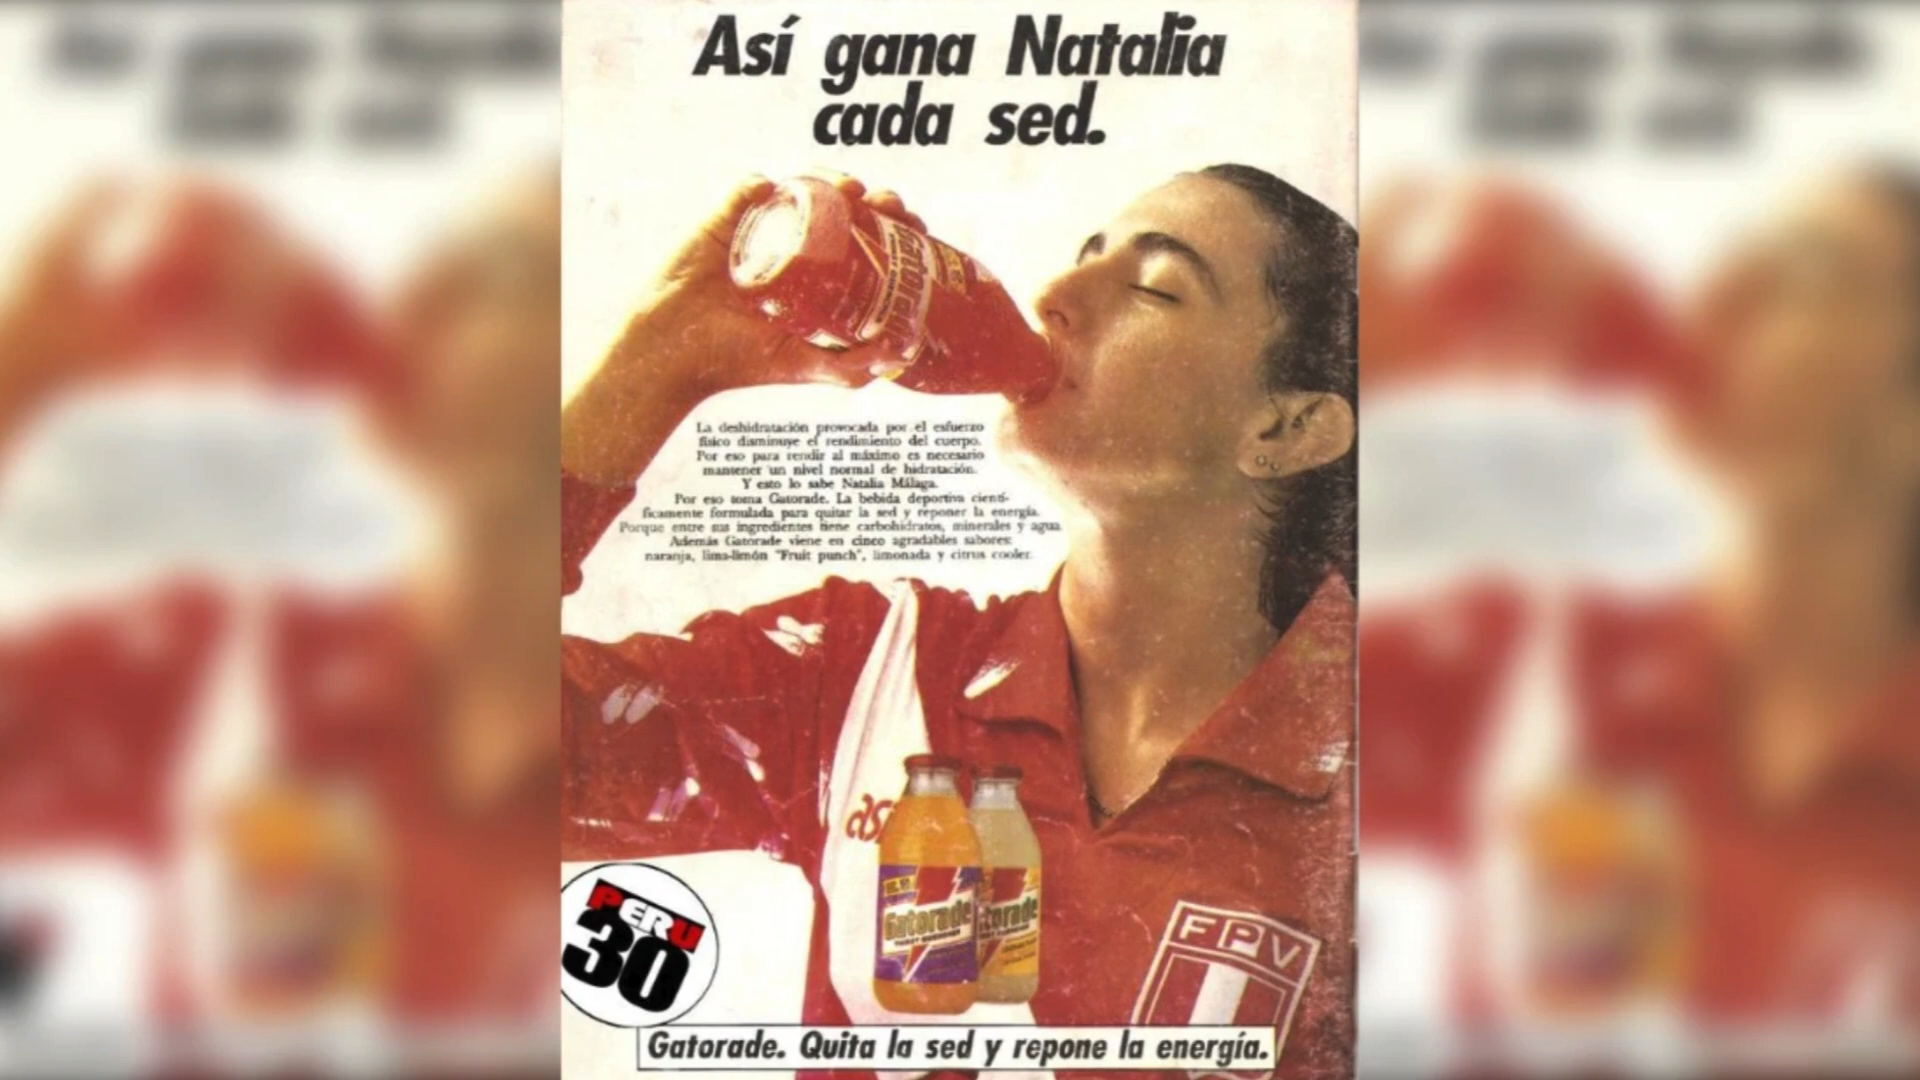 Así gana Natalia
cada sed.
Gatorade
La deshidratación provocada por el esfuerzo
físico disminuye el rendimiento del cuerpo.
Por eso para rendir al máximo es necesario
mantener un nivel normal de hidratación.
Y esto lo sabe Natalia Málaga.
Por eso toma Gatorade. La bebida deportiva cientí-
ficamente formulada para quitar la sed y reponer la energía.
Porque entre sus ingredientes tiene carbohidratos, minerales y agua.
Además Gatorade viene en cinco agradables sabores:
naranja, lima-limón "Fruit punch", limonada y citrus cooler.
as
Gatorade
THIRST QUENCHER
torade
PERU
30
FPV
Gatorade. Quita la sed y repone la energía.